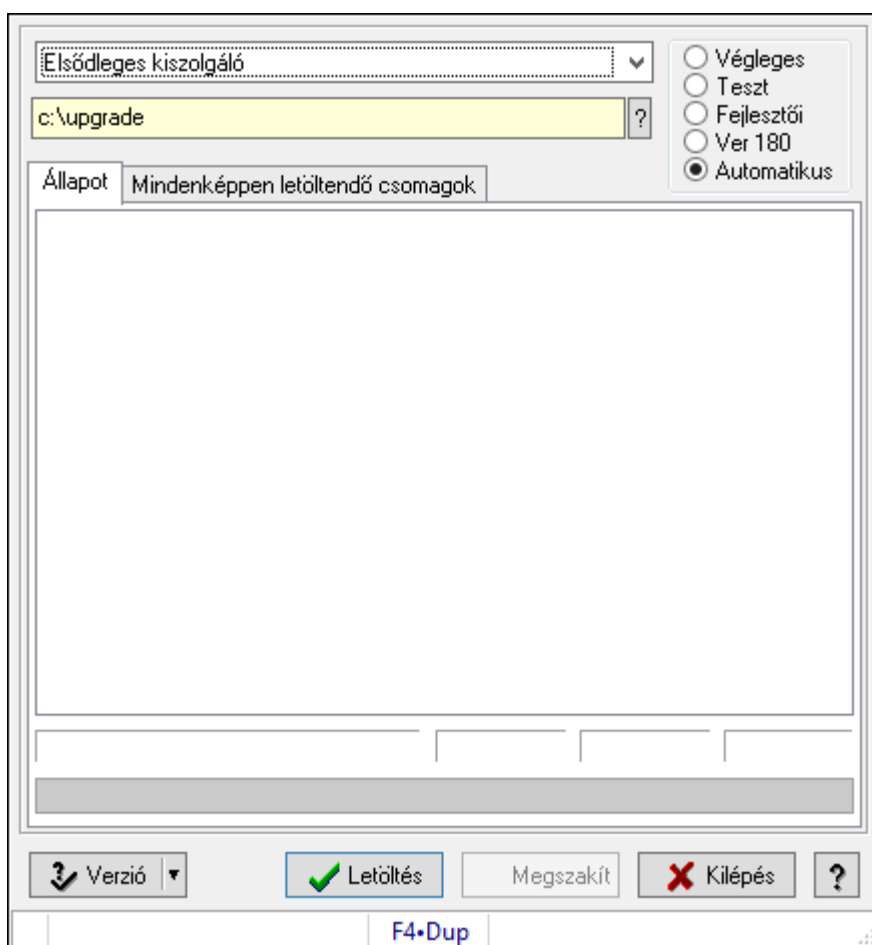 Elsődleges kiszolgáló
c:\upgrade
?
Végleges
Teszt
Fejlesztői
Ver 180
Automatikus
Állapot
Mindenképpen letöltendő csomagok
Verzió
Letöltés
Megszakít
Kilépés
?
F4•Dup